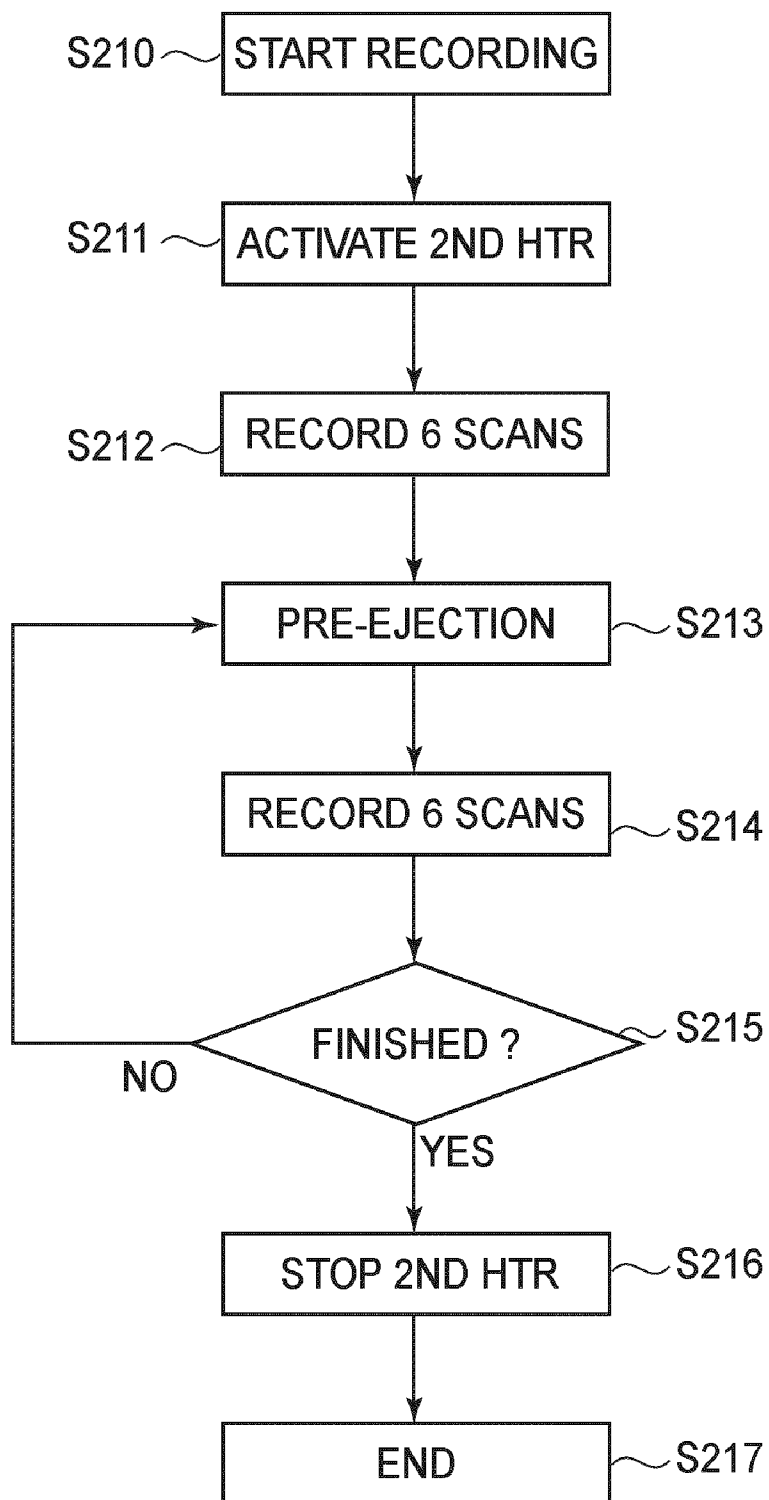 S210 START RECORDING
S211 ACTIVATE 2ND HTR
S212 RECORD 6 SCANS
PRE-EJECTION S213
RECORD 6 SCANS S214
FINISHED ? S215
NO
YES
STOP 2ND HTR S216
END S217